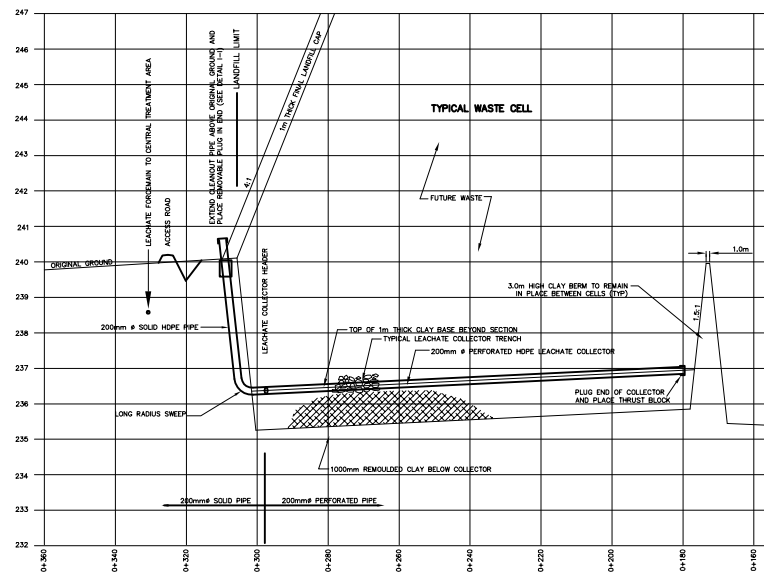 247
246
245
244
243
242
241
240
239
238
237
236
235
234
233
232
LEACHATE FORCEMAIN TO CENTRAL TREATMENT AREA
ACCESS ROAD
EXTEND CLEANOUT PIPE ABOVE ORIGINAL GROUND AND
PLACE REMOVABLE PLUG IN END (SEE DETAIL I-I)
LANDFILL LIMIT
4:1
1m THICK FINAL LANDFILL CAP
TYPICAL WASTE CELL
FUTURE WASTE
ORIGINAL GROUND
1.0m
3.0m HIGH CLAY BERM TO REMAIN
IN PLACE BETWEEN CELLS (TYP)
1.5:1
LEACHATE COLLECTOR HEADER
200mm ø SOLID HDPE PIPE
TOP OF 1m THICK CLAY BASE BEYOND SECTION
TYPICAL LEACHATE COLLECTOR TRENCH
200mm ø PERFORATED HDPE LEACHATE COLLECTOR
LONG RADIUS SWEEP
PLUG END OF COLLECTOR
AND PLACE THRUST BLOCK
1000mm REMOULDED CLAY BELOW COLLECTOR
200mmø SOLID PIPE
200mmø PERFORATED PIPE
0+360
0+340
0+320
0+300
0+280
0+260
0+240
0+220
0+200
0+180
0+160